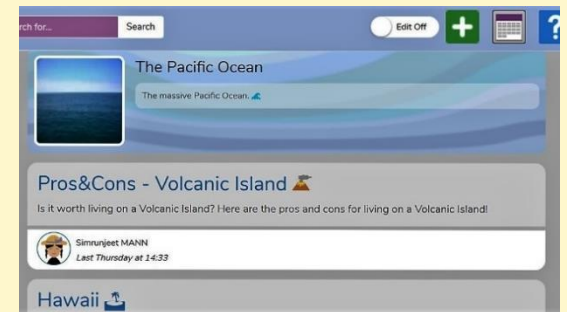 rch for...
Search
Edit Off
?
The Pacific Ocean
The massive Pacific Ocean. 🌊
Pros&Cons - Volcanic Island 🌋
Is it worth living on a Volcanic Island? Here are the pros and cons for living on a Volcanic Island!
Simrunjeet MANN
Last Thursday at 14:33
Hawaii 🏝️